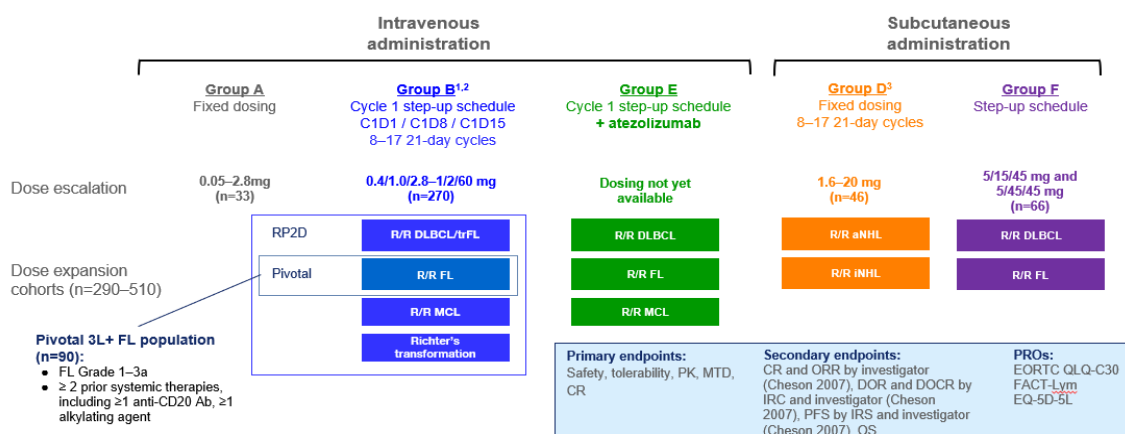 Intravenous
administration
Subcutaneous
administration
Group A
Fixed dosing
Group B1,2
Cycle 1 step-up schedule
C1D1 / C1D8 / C1D15
8–17 21-day cycles
Group E
Cycle 1 step-up schedule
+ atezolizumab
Group D3
Fixed dosing
8–17 21-day cycles
Group F
Step-up schedule
Dose escalation
0.05–2.8mg
(n=33)
0.4/1.0/2.8–1/2/60 mg
(n=270)
Dosing not yet
available
1.6–20 mg
(n=46)
5/15/45 mg and
5/45/45 mg
(n=66)
Dose expansion
cohorts (n=290–510)
RP2D
R/R DLBCL/trFL
Pivotal
R/R FL
R/R MCL
Richter's
transformation
R/R DLBCL
R/R FL
R/R MCL
R/R aNHL
R/R iNHL
R/R DLBCL
R/R FL
Pivotal 3L+ FL population
(n=90):
• FL Grade 1–3a
• ≥ 2 prior systemic therapies,
including ≥1 anti-CD20 Ab, ≥1
alkylating agent
Primary endpoints:
Safety, tolerability, PK, MTD,
CR
Secondary endpoints:
CR and ORR by investigator
(Cheson 2007), DOR and DOCR by
IRC and investigator (Cheson
2007), PFS by IRS and investigator
(Cheson 2007), OS
PROs:
EORTC QLQ-C30
FACT-Lym
EQ-5D-5L